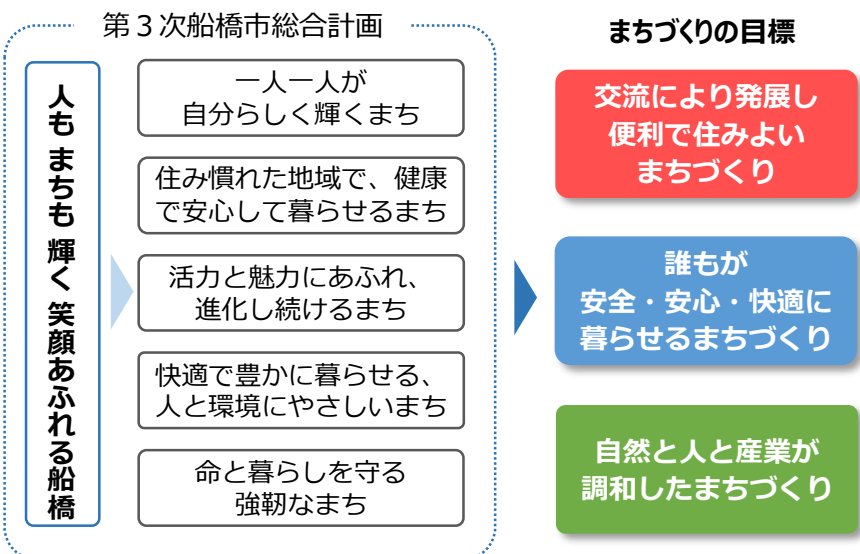 第３次船橋市総合計画
人も まちも 輝く 笑顔あふれる船橋
一人一人が
自分らしく輝くまち
住み慣れた地域で、健康
で安心して暮らせるまち
活力と魅力にあふれ、
進化し続けるまち
快適で豊かに暮らせる、
人と環境にやさしいまち
命と暮らしを守る
強靭なまち
まちづくりの目標
交流により発展し
便利で住みよい
まちづくり
誰もが
安全・安心・快適に
暮らせるまちづくり
自然と人と産業が
調和したまちづくり